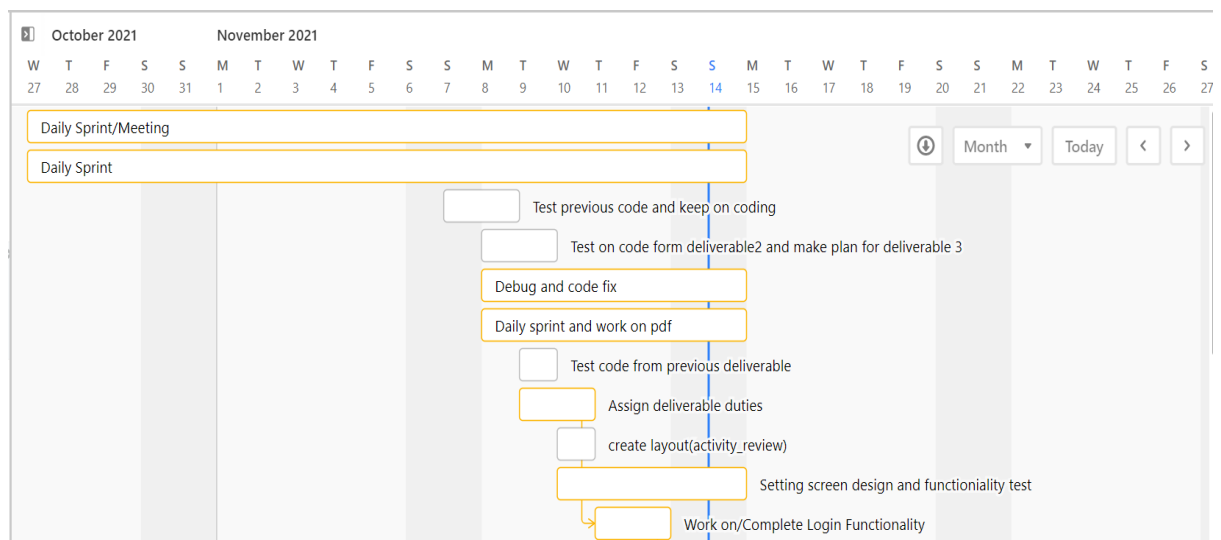 October 2021 November 2021
W T F S S M T W T F S S M T W T F S S M T W T F S S M T W T F S
27 28 29 30 31 1 2 3 4 5 6 7 8 9 10 11 12 13 14 15 16 17 18 19 20 21 22 23 24 25 26 27
Daily Sprint/Meeting
Month Today
Daily Sprint
Test previous code and keep on coding
Test on code form deliverable2 and make plan for deliverable 3
Debug and code fix
Daily sprint and work on pdf
Test code from previous deliverable
Assign deliverable duties
create layout(activity_review)
Setting screen design and functioniality test
Work on/Complete Login Functionality